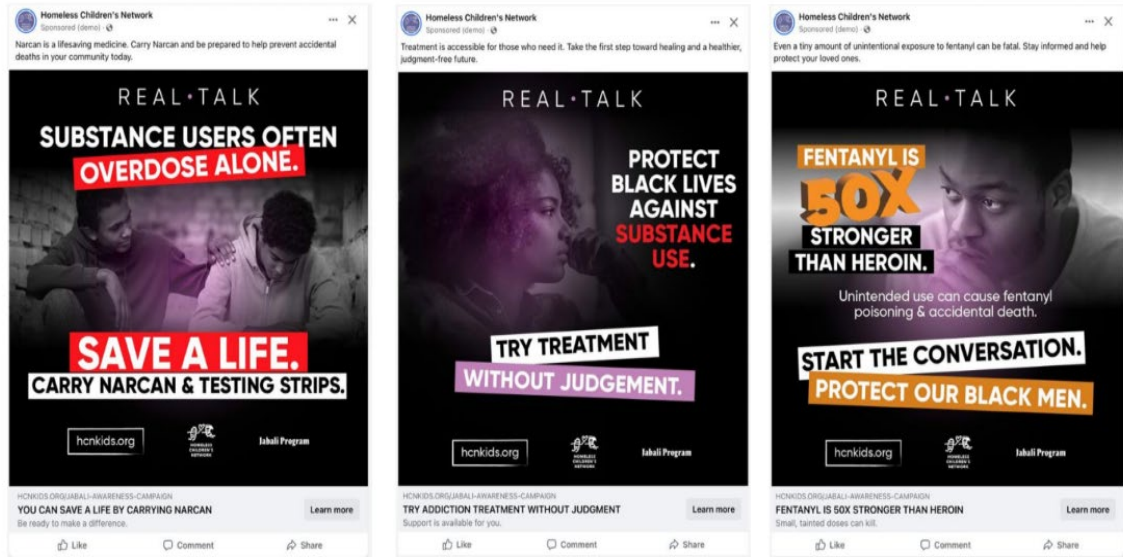 Homeless Children's Network
Sponsored (demo) ·
Narcan is a lifesaving medicine. Carry Narcan and be prepared to help prevent accidental
deaths in your community today.
REAL•TALK
SUBSTANCE USERS OFTEN
OVERDOSE ALONE.
SAVE A LIFE.
CARRY NARCAN & TESTING STRIPS.
hcnkids.org
HOMELESS
CHILDREN'S
NETWORK
Jabali Program
HCNKIDS.ORG/JABALI-AWARENESS-CAMPAIGN
YOU CAN SAVE A LIFE BY CARRYING NARCAN
Be ready to make a difference.
Learn more
Like
Comment
Share
Homeless Children's Network
Sponsored (demo) ·
Treatment is accessible for those who need it. Take the first step toward healing and a healthier,
judgment-free future.
REAL•TALK
PROTECT
BLACK LIVES
AGAINST
SUBSTANCE
USE.
TRY TREATMENT
WITHOUT JUDGEMENT.
hcnkids.org
HOMELESS
CHILDREN'S
NETWORK
Jabali Program
HCNKIDS.ORG/JABALI-AWARENESS-CAMPAIGN
TRY ADDICTION TREATMENT WITHOUT JUDGMENT
Support is available for you.
Learn more
Like
Comment
Share
Homeless Children's Network
Sponsored (demo) ·
Even a tiny amount of unintentional exposure to fentanyl can be fatal. Stay informed and help
protect your loved ones.
REAL•TALK
FENTANYL IS
50X
STRONGER
THAN HEROIN.
Unintended use can cause fentanyl
poisoning & accidental death.
START THE CONVERSATION.
PROTECT OUR BLACK MEN.
hcnkids.org
HOMELESS
CHILDREN'S
NETWORK
Jabali Program
HCNKIDS.ORG/JABALI-AWARENESS-CAMPAIGN
FENTANYL IS 50X STRONGER THAN HEROIN
Small, tainted doses can kill.
Learn more
Like
Comment
Share